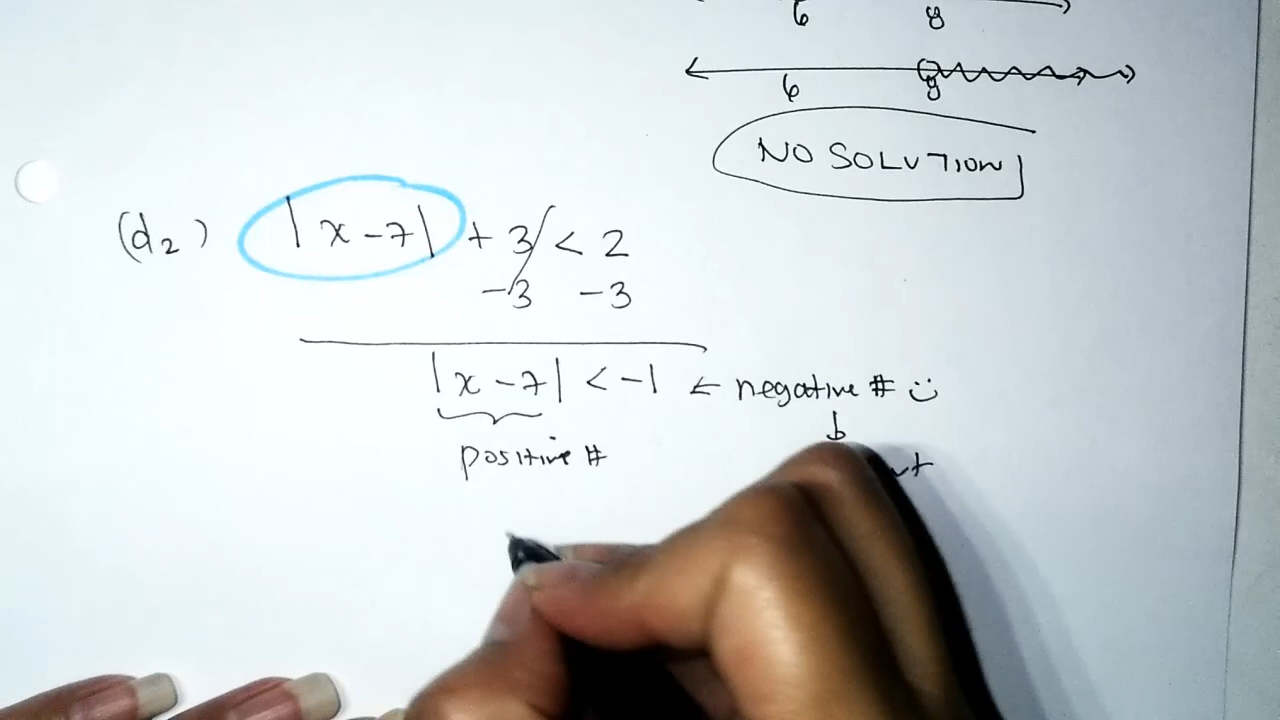 6 8
6 8
NO SOLUTION
(d2) |x-7| + 3 < 2
-3 -3
|x-7| < -1 ← negative # ☺
positive #